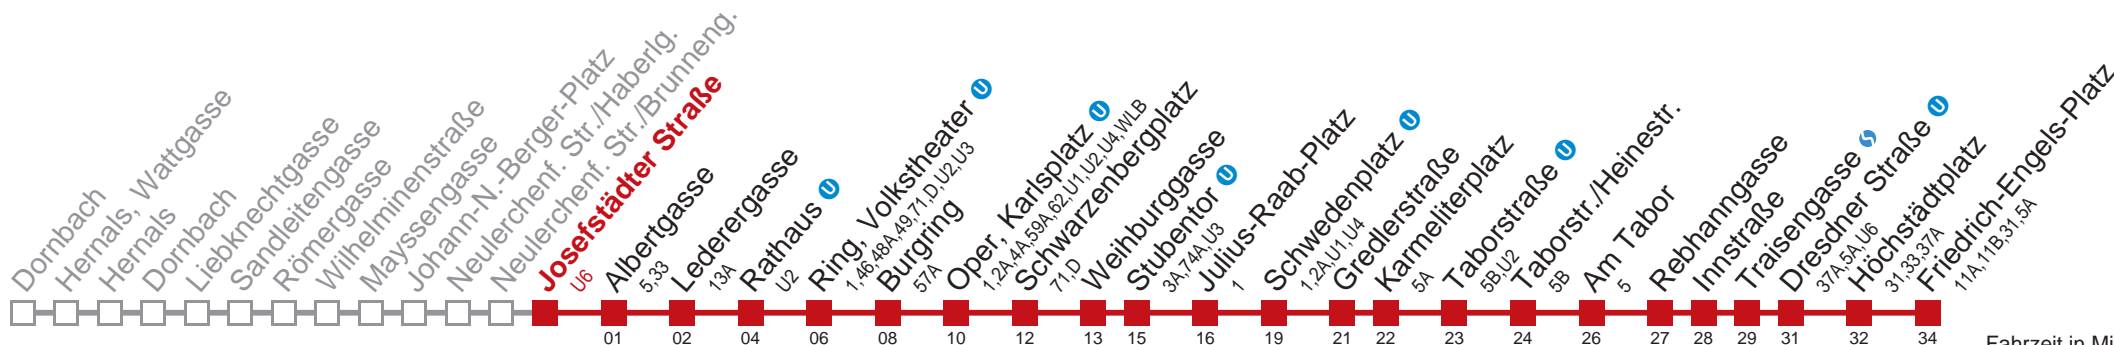 Dornbach
Hernals, Wattgasse
Hernals
Dornbach
Liebknechtgasse
Sandleitengasse
Römergasse
Wilhelminenstraße
Mayssengasse
Johann-N.-Berger-Platz
Neulerchenf. Str./Haberlg.
Neulerchenf. Str./Brunneng.
Josefstädter Straße
U6
Albertgasse
5,33
Lederergasse
13A
Rathaus U
U2
Ring, Volkstheater U
1,46,48A,49,71,D,U2,U3
Burgring
57A
Oper, Karlsplatz U
1,2A,4A,59A,62,U1,U2,U4,WLB
Schwarzenbergplatz
71,D
Weihburggasse
Stubentor U
3A,74A,U3
Julius-Raab-Platz
1
Schwedenplatz U
1,2A,U1,U4
Gredlerstraße
Karmeliterplatz
5A
Taborstraße U
5B,U2
Taborstr./Heinestr.
5B
Am Tabor
5
Rebhanngasse
Innstraße
Traisengasse S
Dresdner Straße U
37A,5A,U6
Höchstädtplatz
31,33,37A
Friedrich-Engels-Platz
11A,11B,31,5A
01 02 04 06 08 10 12 13 15 16 19 21 22 23 24 26 27 28 29 31 32 34
Fahrzeit in Mi